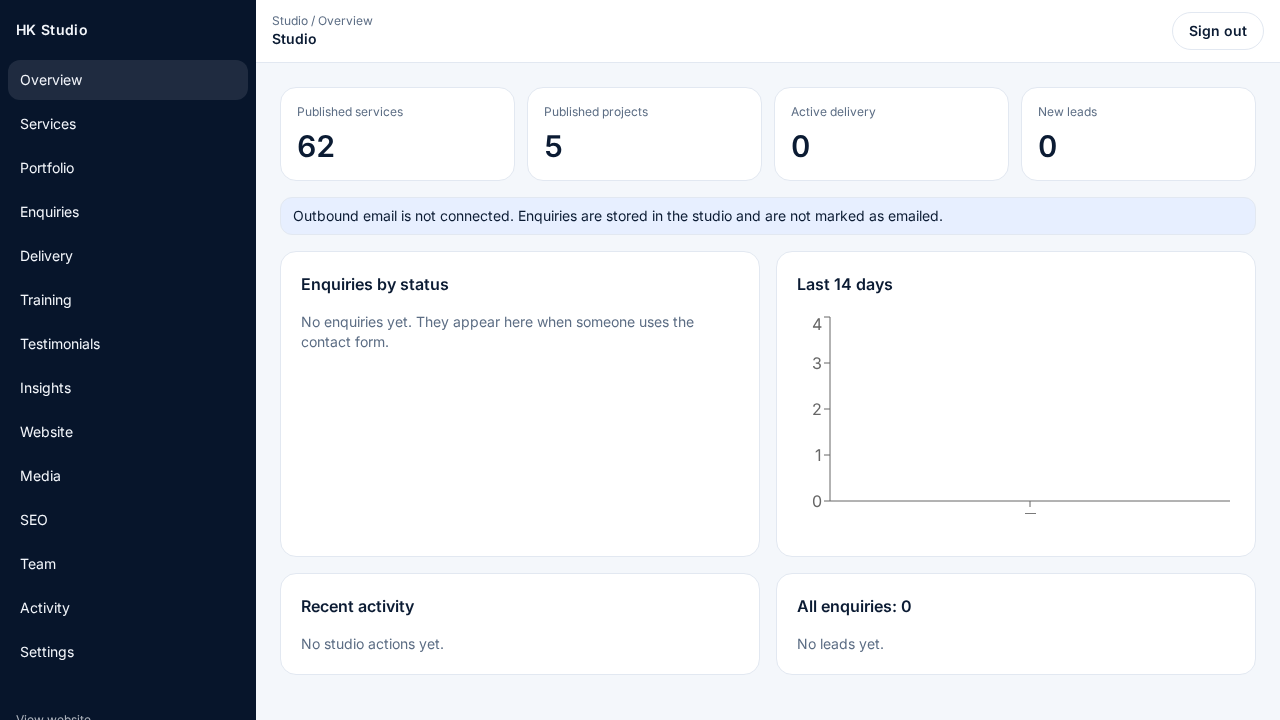 HK Studio
Overview
Services
Portfolio
Enquiries
Delivery
Training
Testimonials
Insights
Website
Media
SEO
Team
Activity
Settings
View website
Studio / Overview
Studio
Sign out
Published services
62
Published projects
5
Active delivery
0
New leads
0
Outbound email is not connected. Enquiries are stored in the studio and are not marked as emailed.
Enquiries by status
No enquiries yet. They appear here when someone uses the
contact form.
Last 14 days
4
3
2
1
0
—
Recent activity
No studio actions yet.
All enquiries: 0
No leads yet.